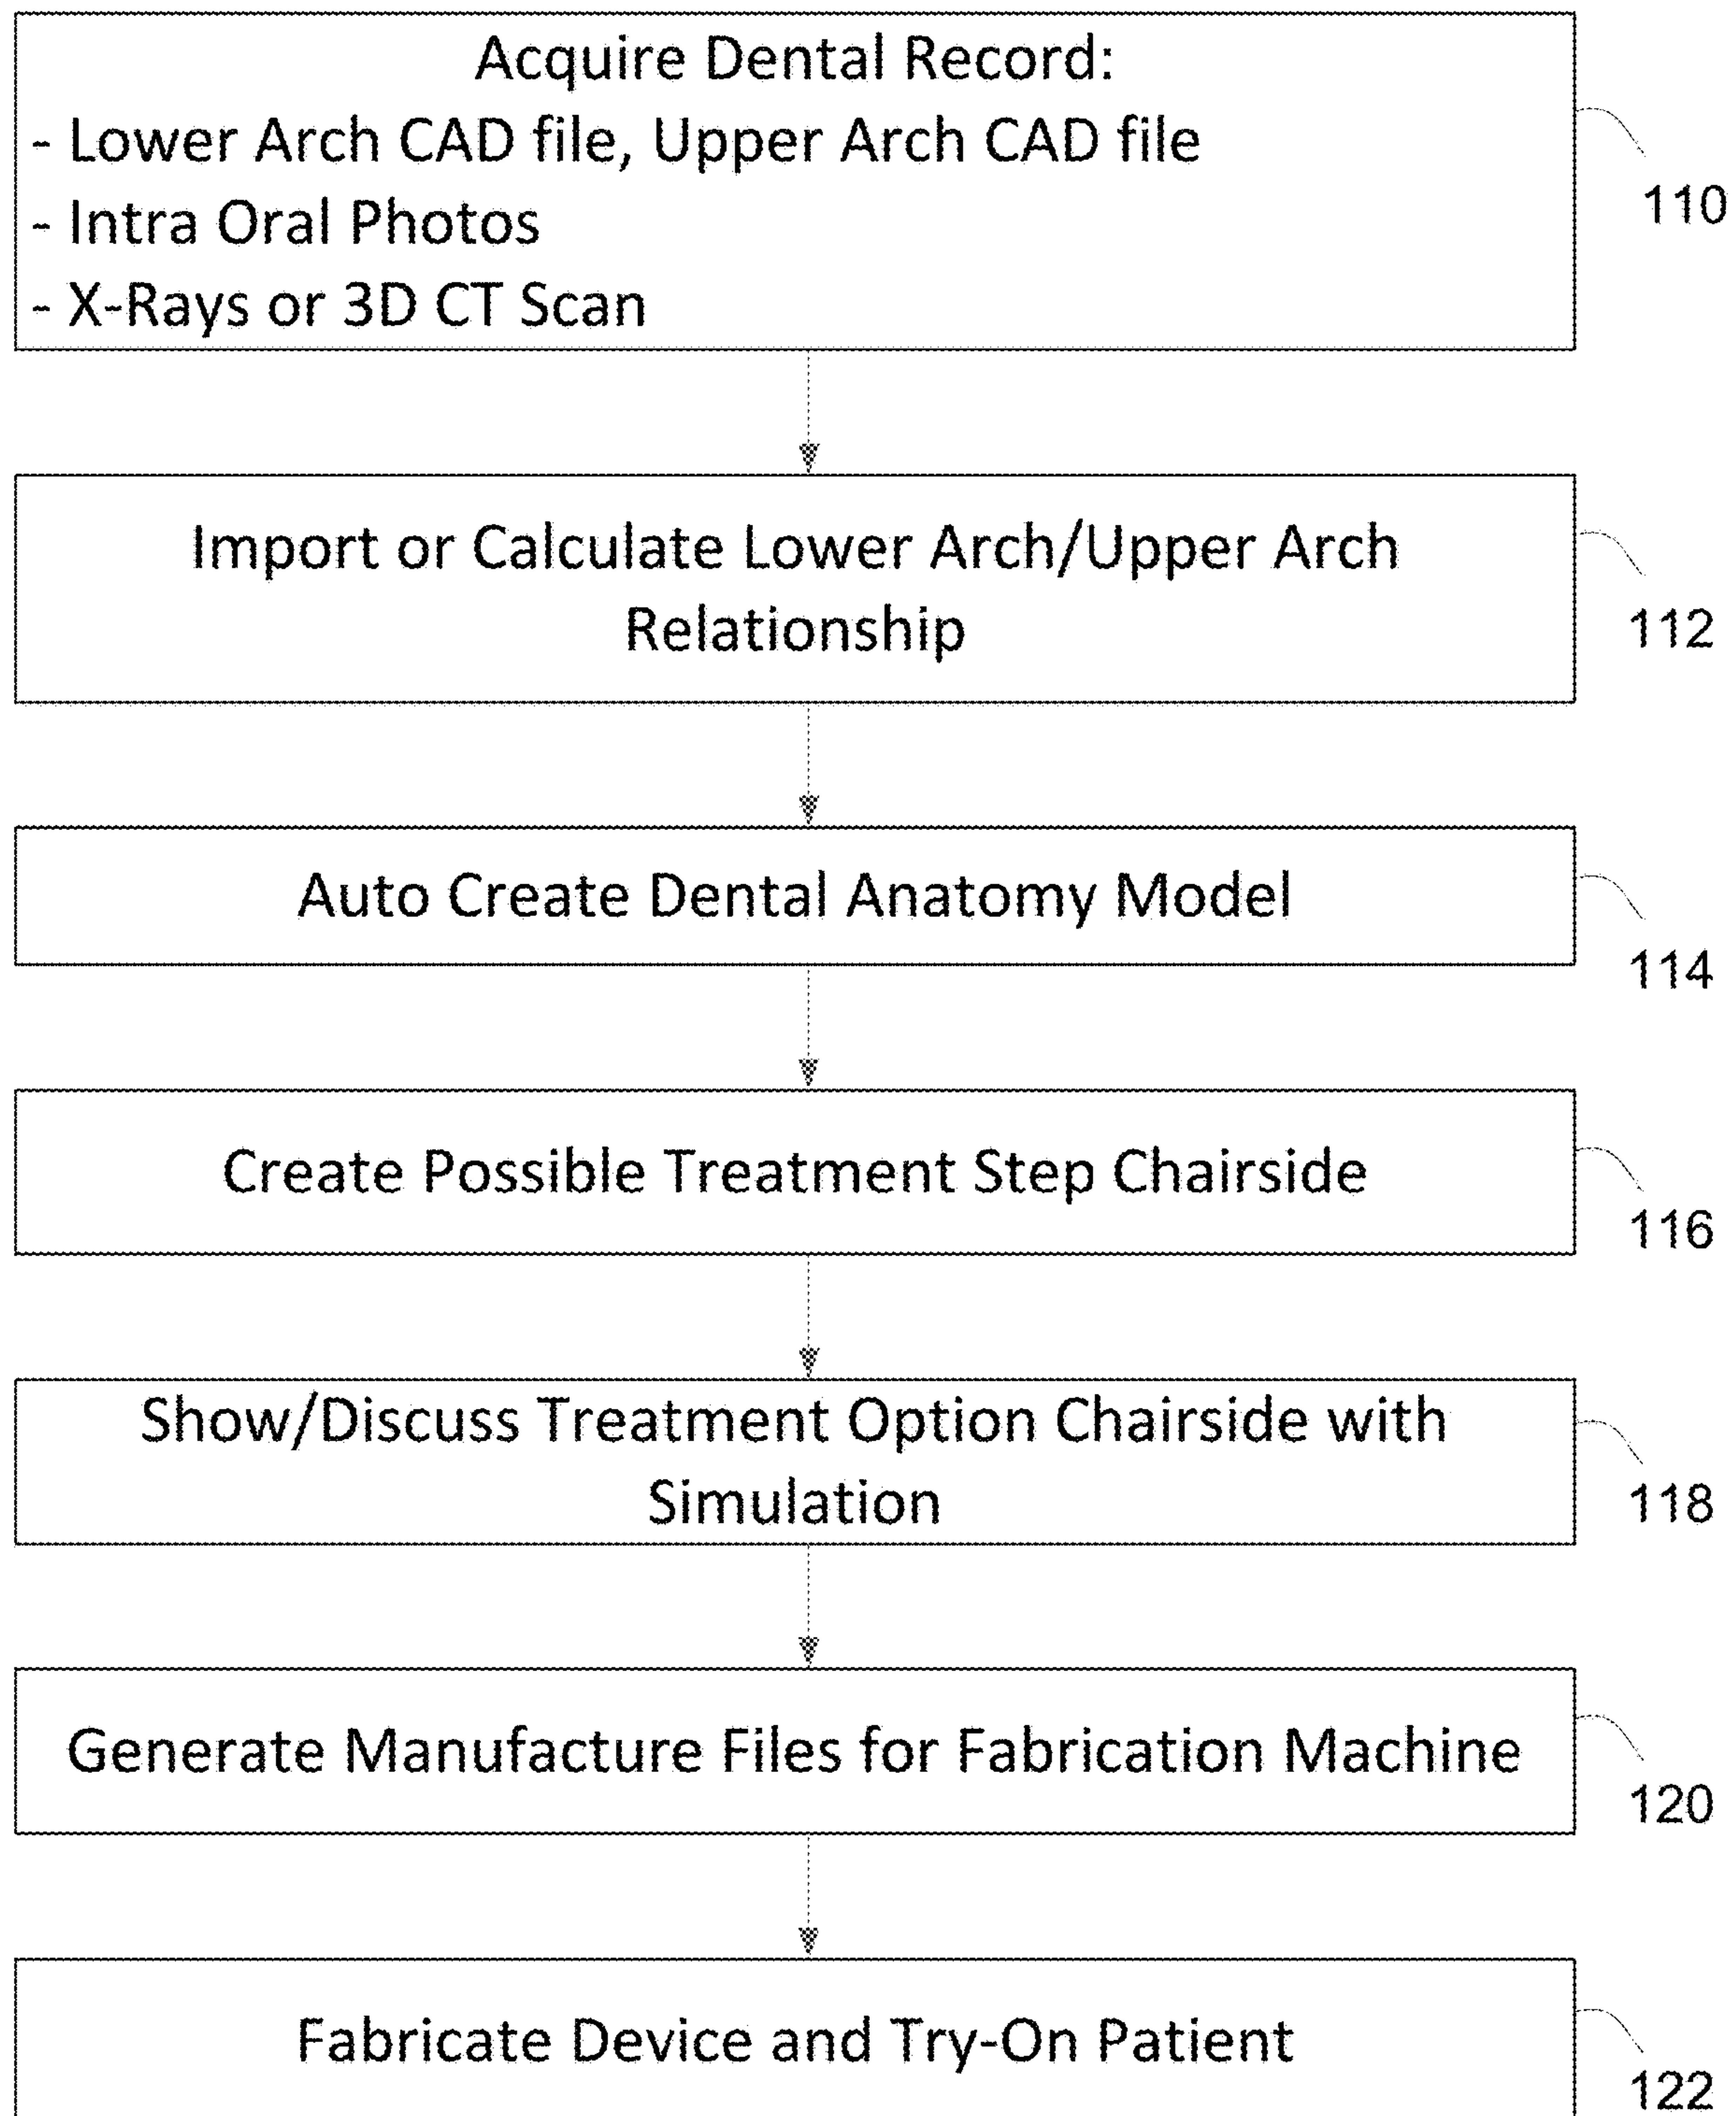 Acquire Dental Record:
- Lower Arch CAD file, Upper Arch CAD file
- Intra Oral Photos
- X-Rays or 3D CT Scan
110
Import or Calculate Lower Arch/Upper Arch
Relationship
112
Auto Create Dental Anatomy Model
114
Create Possible Treatment Step Chairside
116
Show/Discuss Treatment Option Chairside with
Simulation
118
Generate Manufacture Files for Fabrication Machine
120
Fabricate Device and Try-On Patient
122